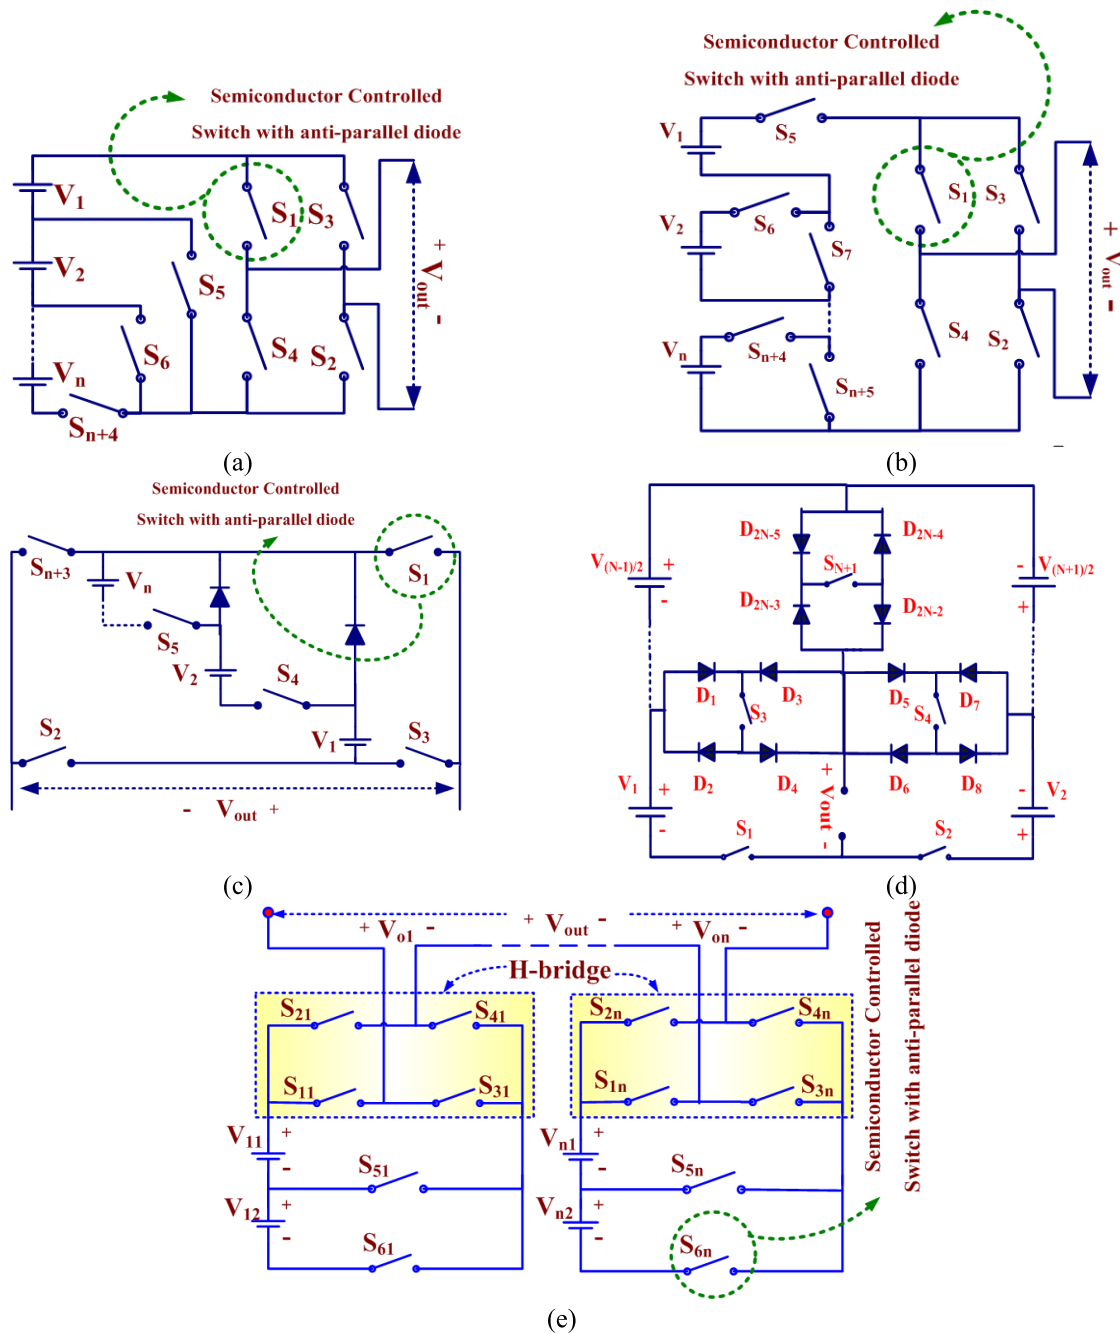 Semiconductor Controlled
Switch with anti-parallel diode
V1
V2
Vn
S1 S3
S5
S6
S4 S2
Sn+4
+ Vout -
(a)
Semiconductor Controlled
Switch with anti-parallel diode
V1
S5
V2
S6
S7
S1 S3
Vn
Sn+4
Sn+5
S4 S2
+ Vout -
(b)
Semiconductor Controlled
Switch with anti-parallel diode
Sn+3
Vn
S1
S5
V2
S4
S2
V1
S3
- Vout +
(c)
D2N-5 D2N-4
SN+1
V(N-1)/2 + -
V(N+1)/2 - +
D2N-3 D2N-2
D1 D3 D5 D7
S3 S4
D2 D4 D6 D8
V1 + -
+ Vout -
V2 - +
S1 S2
(d)
+ Vout -
+ Vo1 -
+ Von -
H-bridge
S21 S41
S2n S4n
S11 S31
S1n S3n
V11 + -
Vn1 + -
S51
S5n
V12 + -
Vn2 + -
S61
S6n
Semiconductor Controlled
Switch with anti-parallel diode
(e)